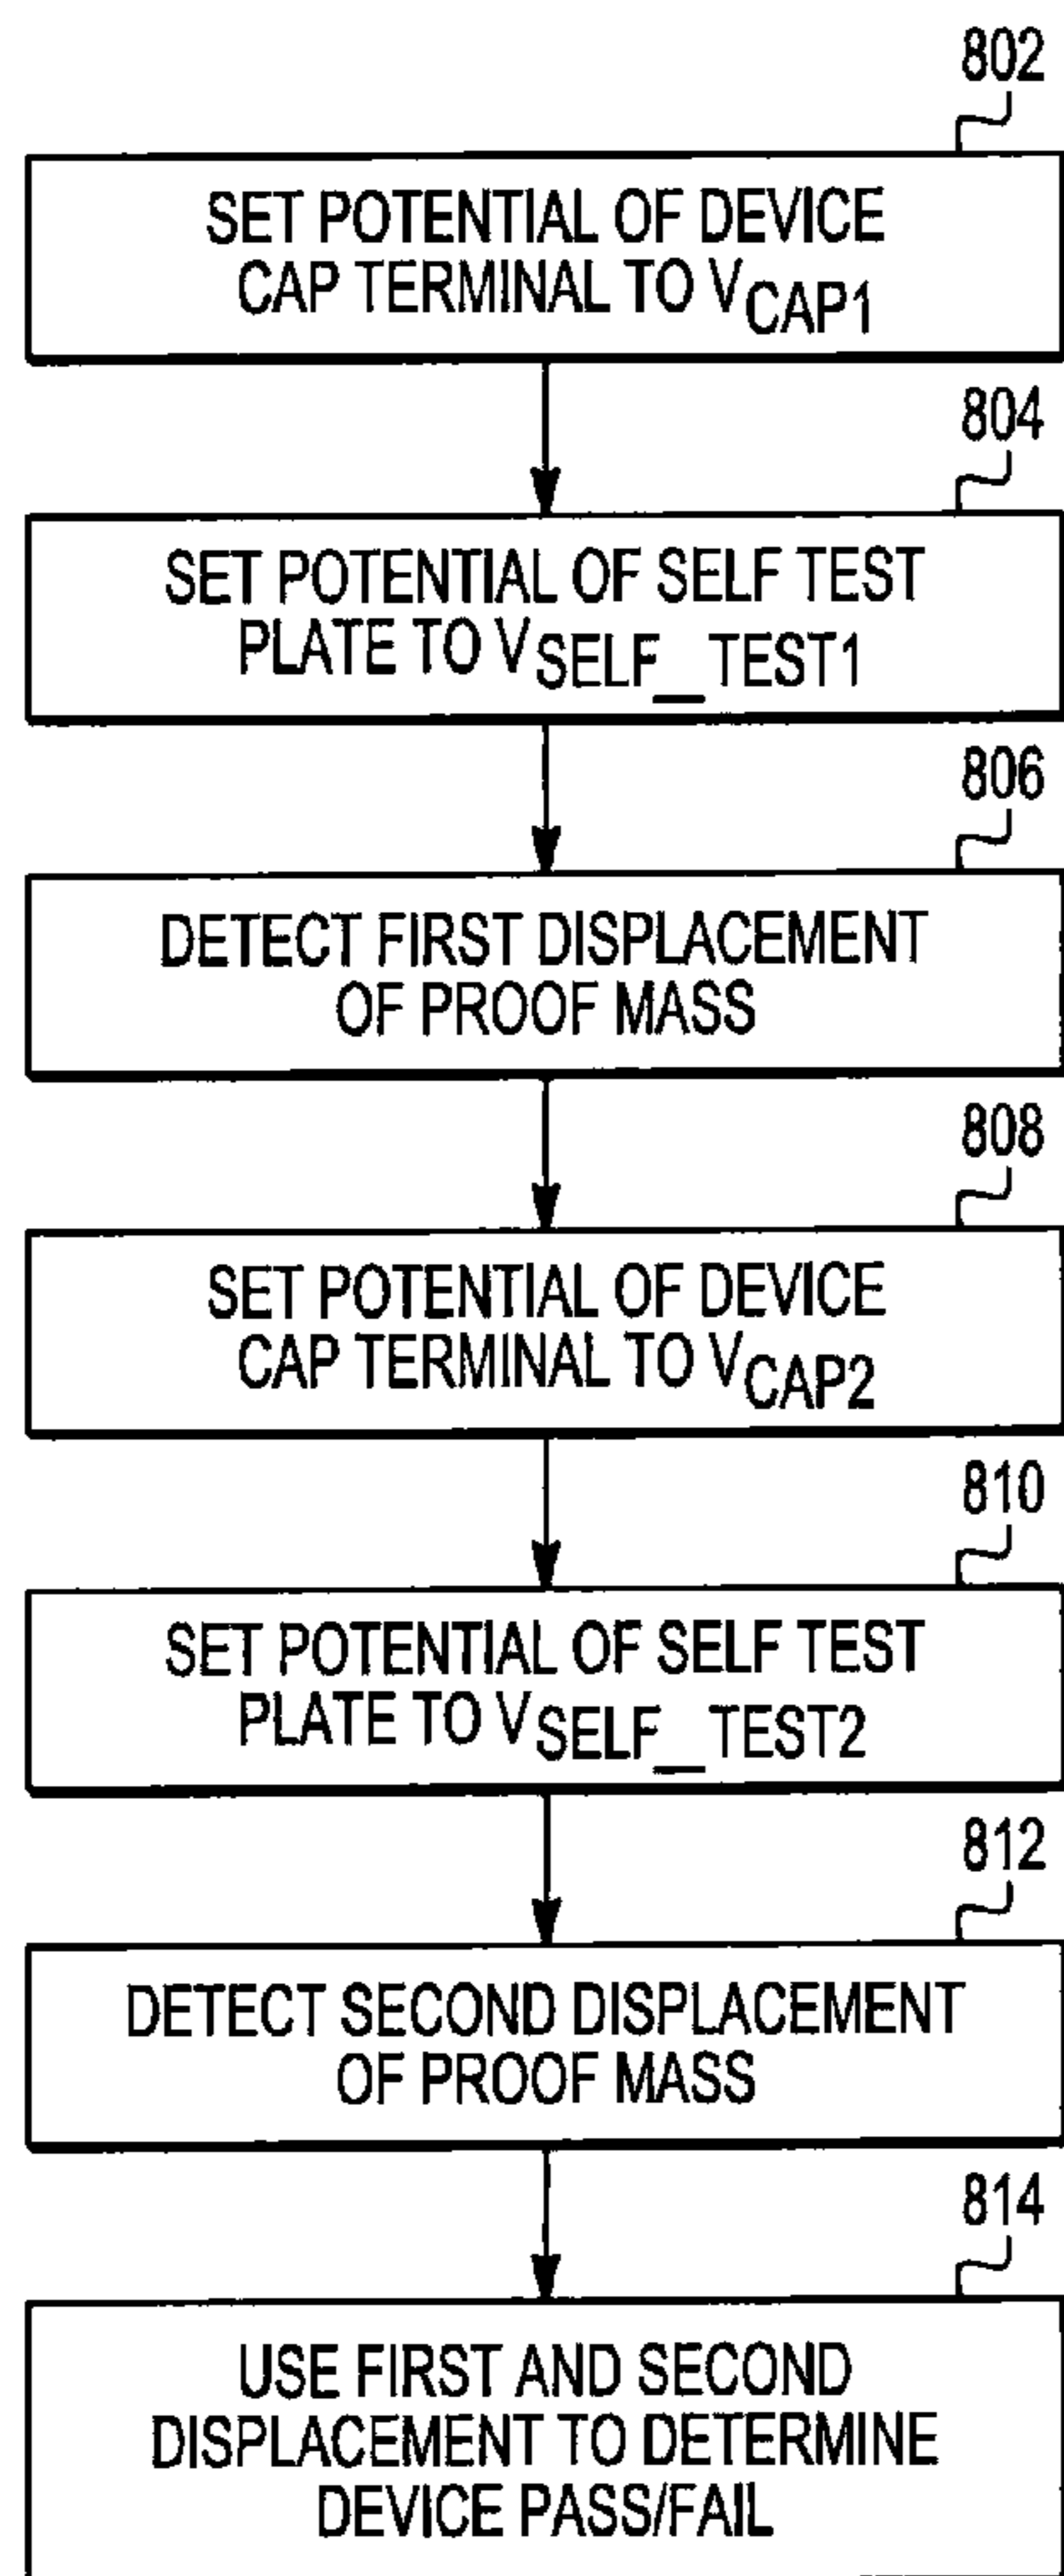 802
SET POTENTIAL OF DEVICE
CAP TERMINAL TO VCAP1
804
SET POTENTIAL OF SELF TEST
PLATE TO VSELF_TEST1
806
DETECT FIRST DISPLACEMENT
OF PROOF MASS
808
SET POTENTIAL OF DEVICE
CAP TERMINAL TO VCAP2
810
SET POTENTIAL OF SELF TEST
PLATE TO VSELF_TEST2
812
DETECT SECOND DISPLACEMENT
OF PROOF MASS
814
USE FIRST AND SECOND
DISPLACEMENT TO DETERMINE
DEVICE PASS/FAIL